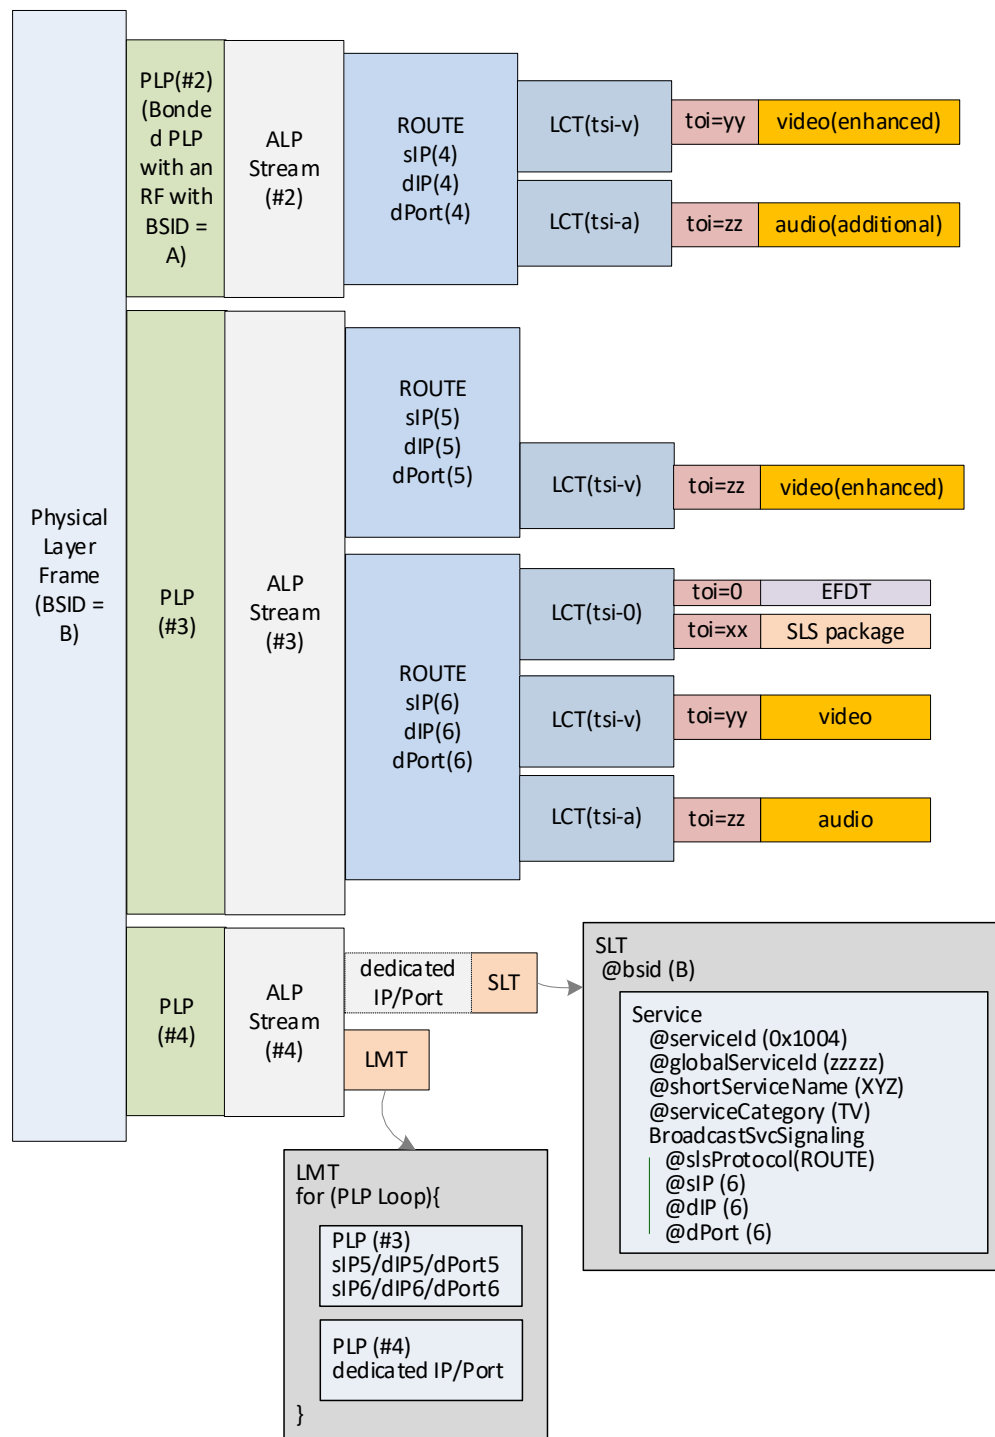 Physical
Layer
Frame
(BSID =
B)
PLP(#2)
(Bonde
d PLP
with an
RF with
BSID =
A)
ALP
Stream
(#2)
ROUTE
sIP(4)
dIP(4)
dPort(4)
LCT(tsi-v)
toi=yy
video(enhanced)
LCT(tsi-a)
toi=zz
audio(additional)
PLP
(#3)
ALP
Stream
(#3)
ROUTE
sIP(5)
dIP(5)
dPort(5)
LCT(tsi-v)
toi=zz
video(enhanced)
ROUTE
sIP(6)
dIP(6)
dPort(6)
LCT(tsi-0)
toi=0
EFDT
toi=xx
SLS package
LCT(tsi-v)
toi=yy
video
LCT(tsi-a)
toi=zz
audio
PLP
(#4)
ALP
Stream
(#4)
dedicated
IP/Port
SLT
LMT
SLT
@bsid (B)
Service
@serviceId (0x1004)
@globalServiceId (zzzzz)
@shortServiceName (XYZ)
@serviceCategory (TV)
BroadcastSvcSignaling
@slsProtocol(ROUTE)
@sIP (6)
@dIP (6)
@dPort (6)
LMT
for (PLP Loop){
PLP (#3)
sIP5/dIP5/dPort5
sIP6/dIP6/dPort6
PLP (#4)
dedicated IP/Port
}